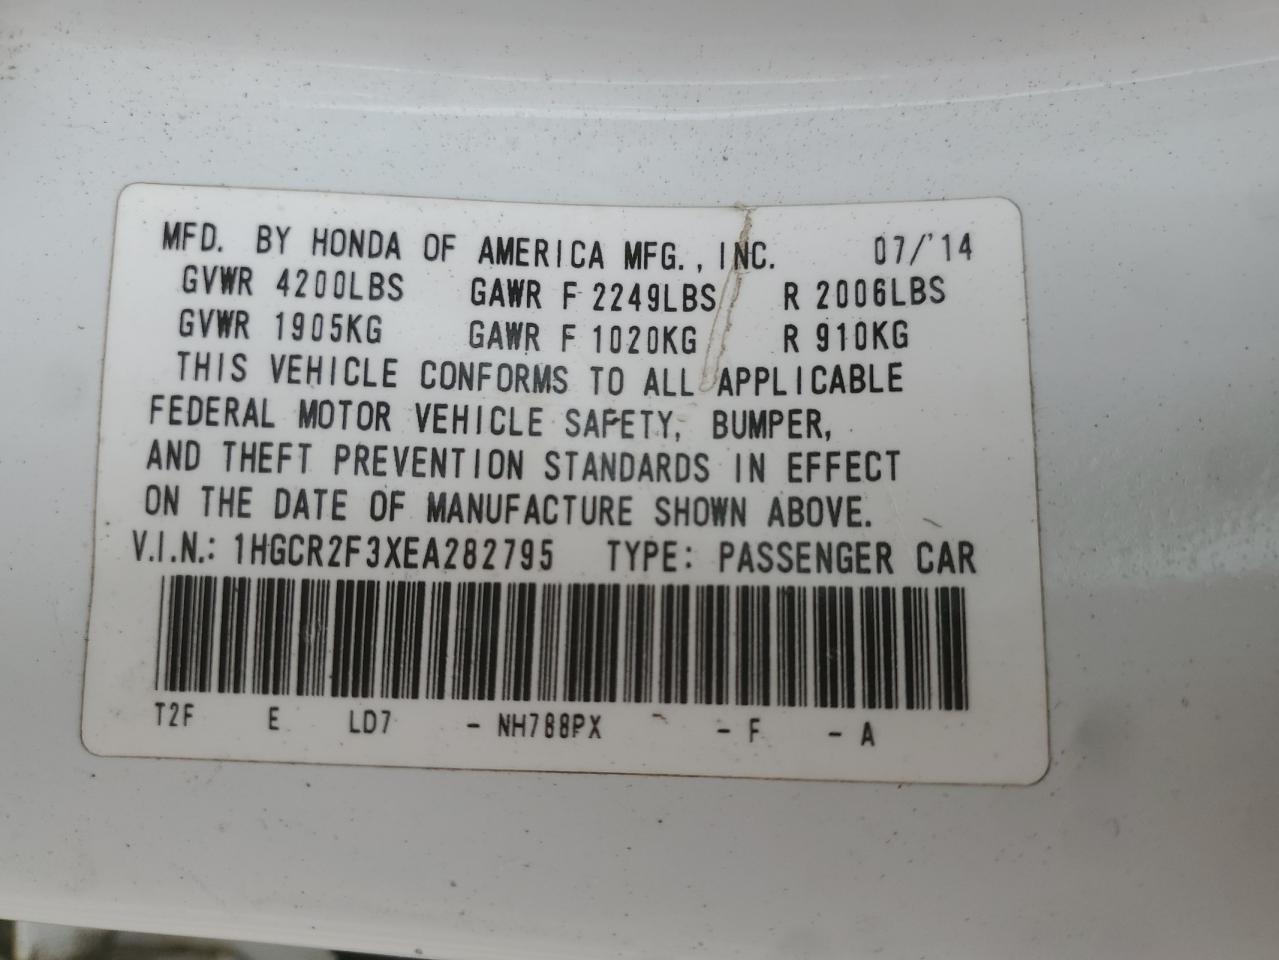 MFD. BY HONDA OF AMERICA MFG., INC. 07/'14
GVWR 4200LBS GAWR F 2249LBS R 2006LBS
GVWR 1905KG GAWR F 1020KG R 910KG
THIS VEHICLE CONFORMS TO ALL APPLICABLE
FEDERAL MOTOR VEHICLE SAFETY, BUMPER,
AND THEFT PREVENTION STANDARDS IN EFFECT
ON THE DATE OF MANUFACTURE SHOWN ABOVE.
V.I.N.: 1HGCR2F3XEA282795 TYPE: PASSENGER CAR
T2F E LD7 - NH788PX - F - A